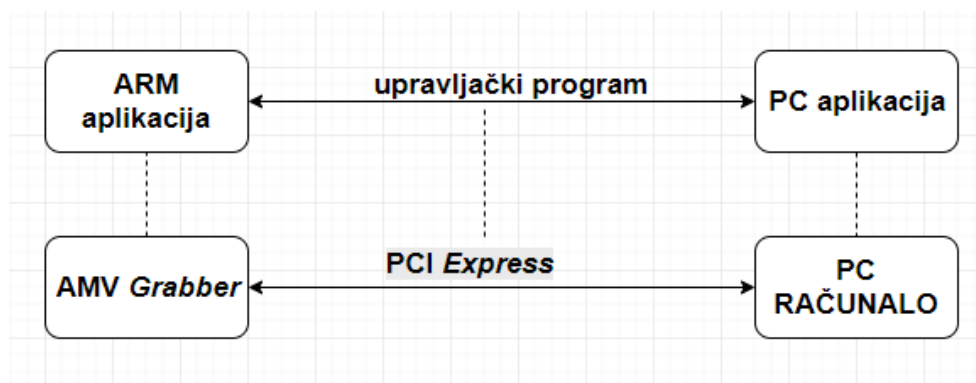 ARM
aplikacija
upravljački program
PC aplikacija
AMV Grabber
PCI Express
PC
RAČUNALO